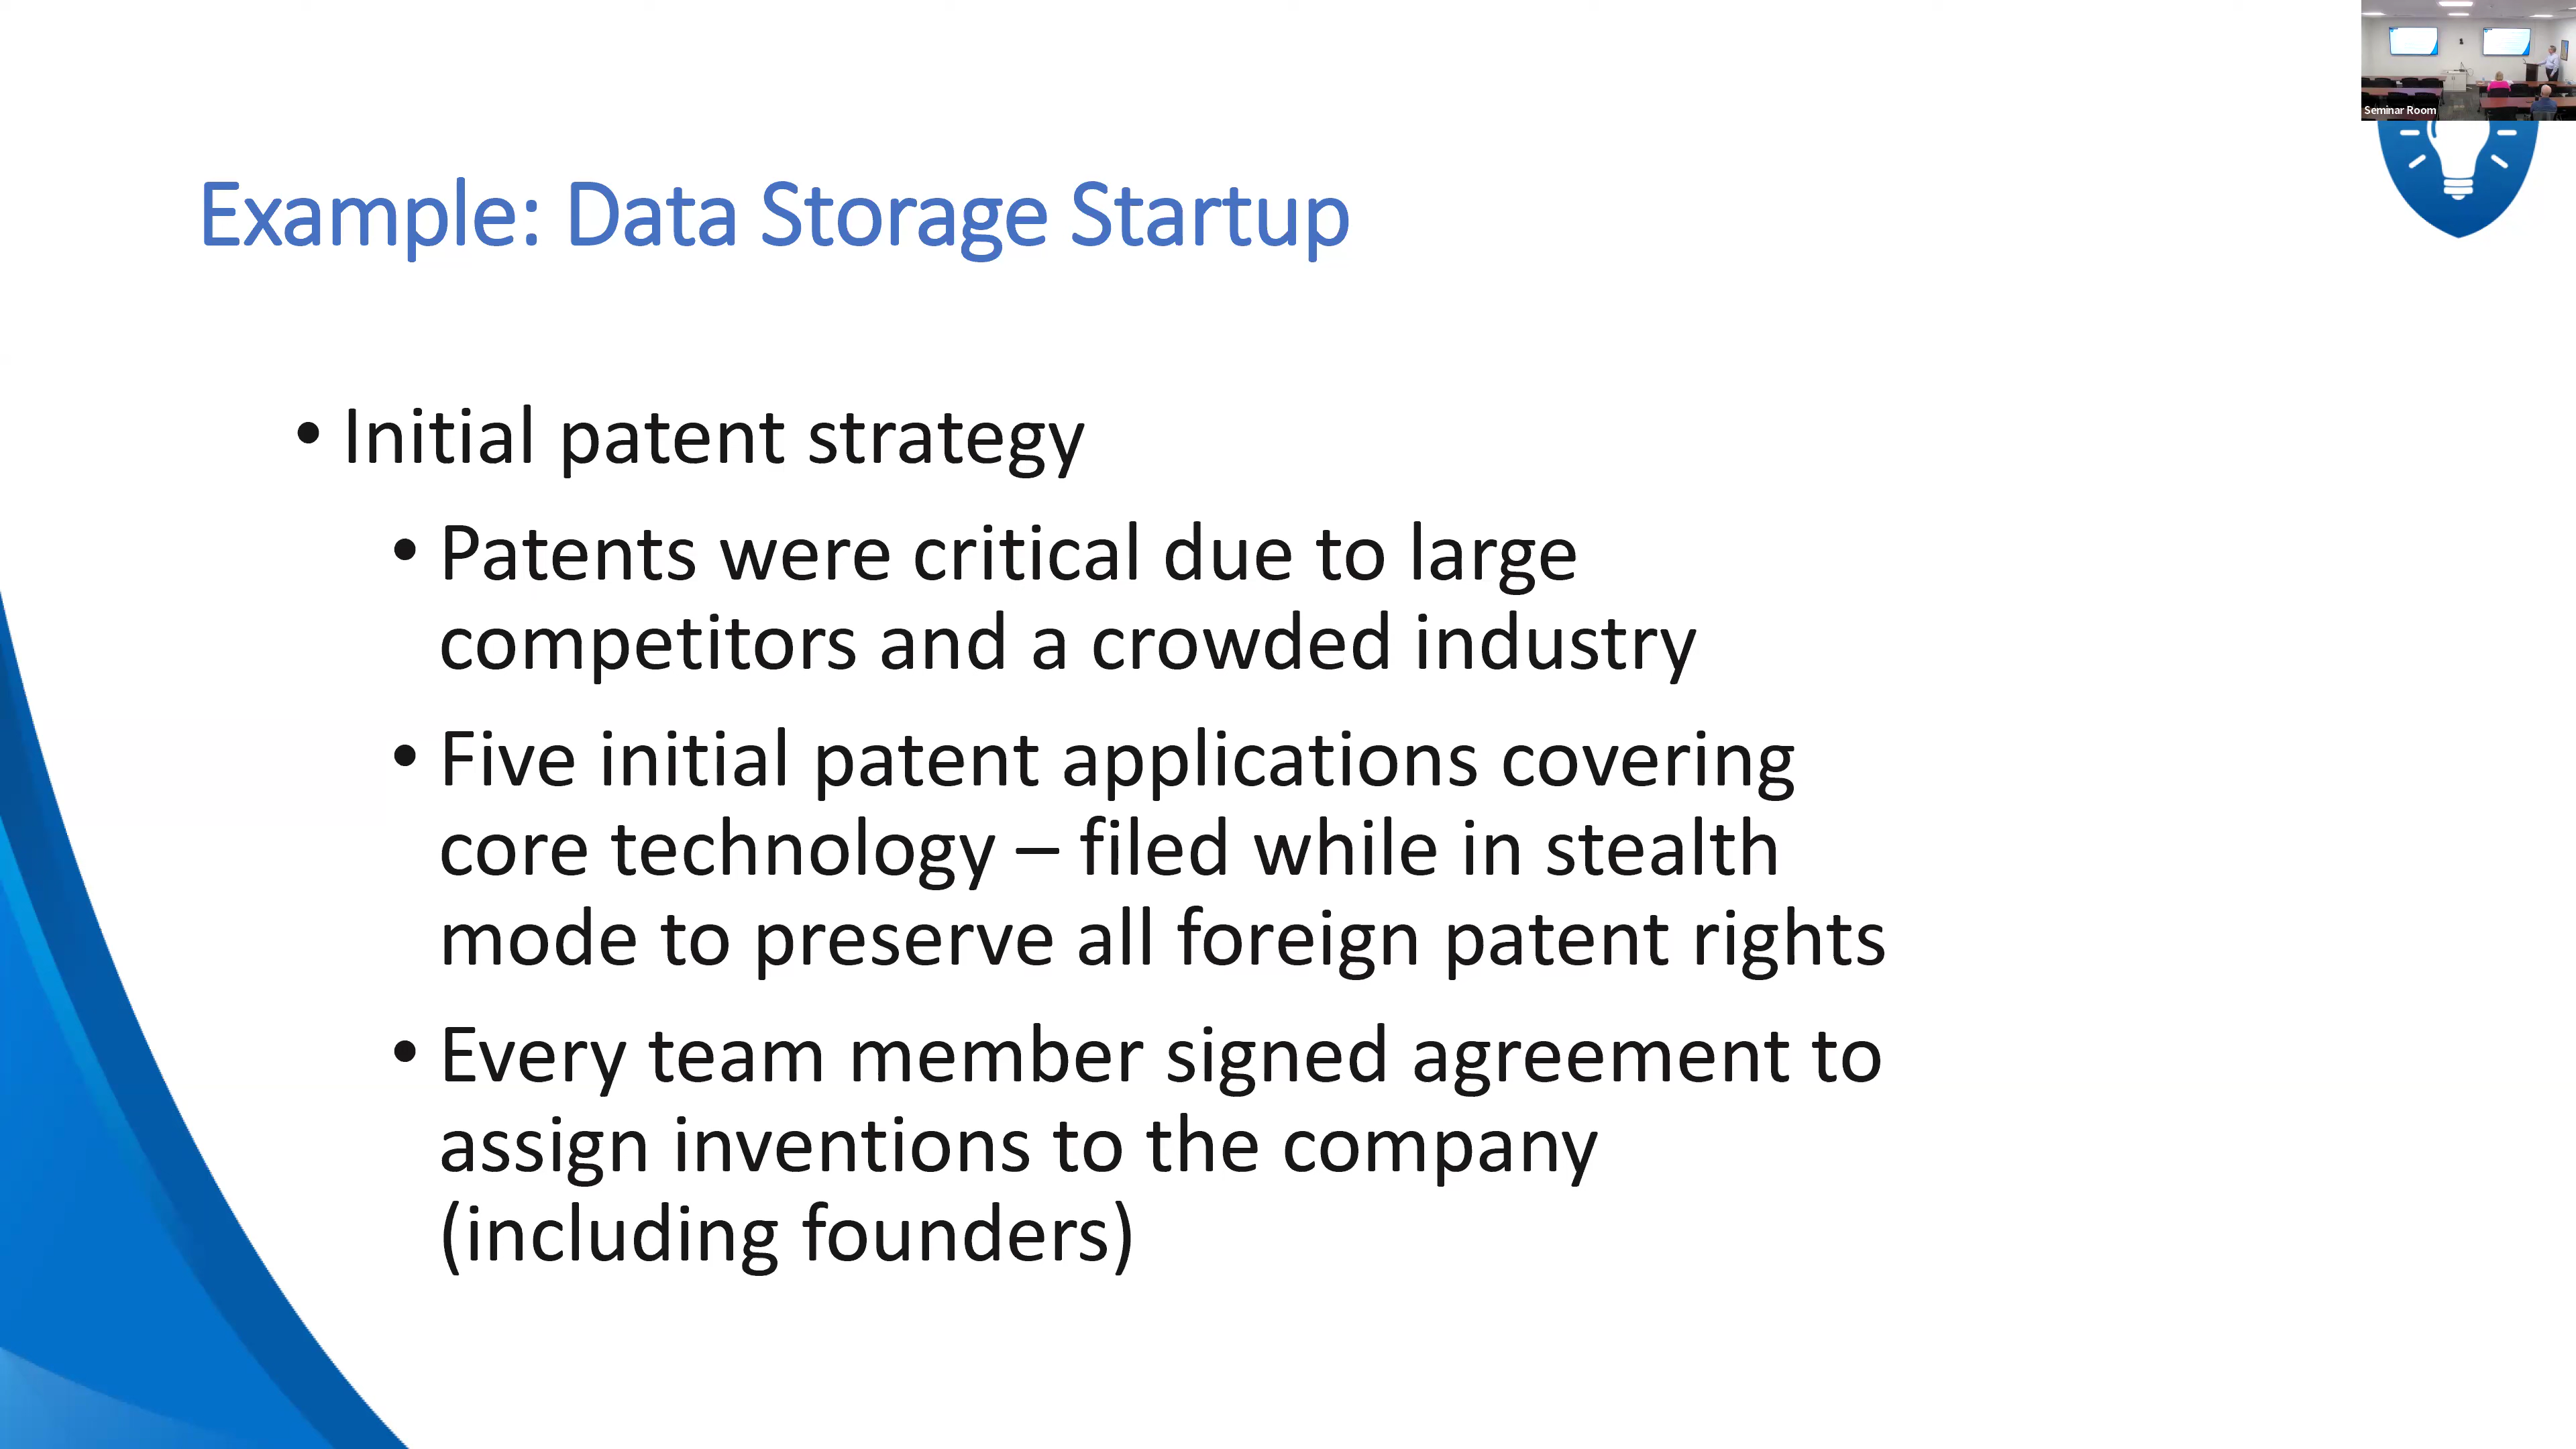 Seminar Room
Example: Data Storage Startup
• Initial patent strategy
• Patents were critical due to large
competitors and a crowded industry
• Five initial patent applications covering
core technology – filed while in stealth
mode to preserve all foreign patent rights
• Every team member signed agreement to
assign inventions to the company
(including founders)